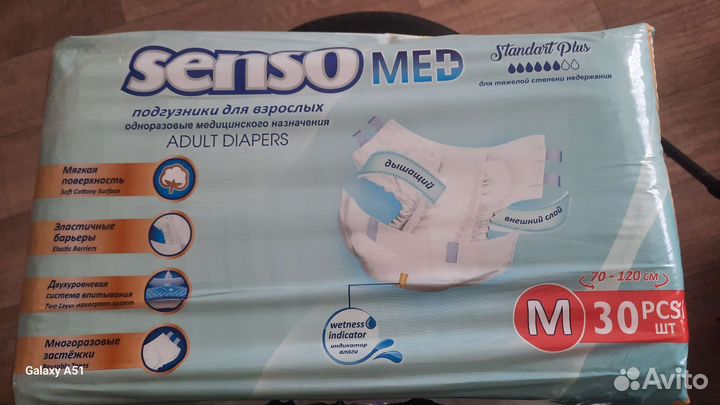 senso MED
Standart Plus
для тяжелой степени недержания
подгузники для взрослых
одноразовые медицинского назначения
ADULT DIAPERS
Мягкая
поверхность
Soft Cottony Surface
дышащий
внешний слой
Эластичные
барьеры
Elastic Barriers
Двухуровневая
система впитывания
Two Layer Absorption System
70 - 120 см
M 30 PCS
шт
wetness
indicator
индикатор
влаги
Многоразовые
застёжки
Galaxy A51
Avito